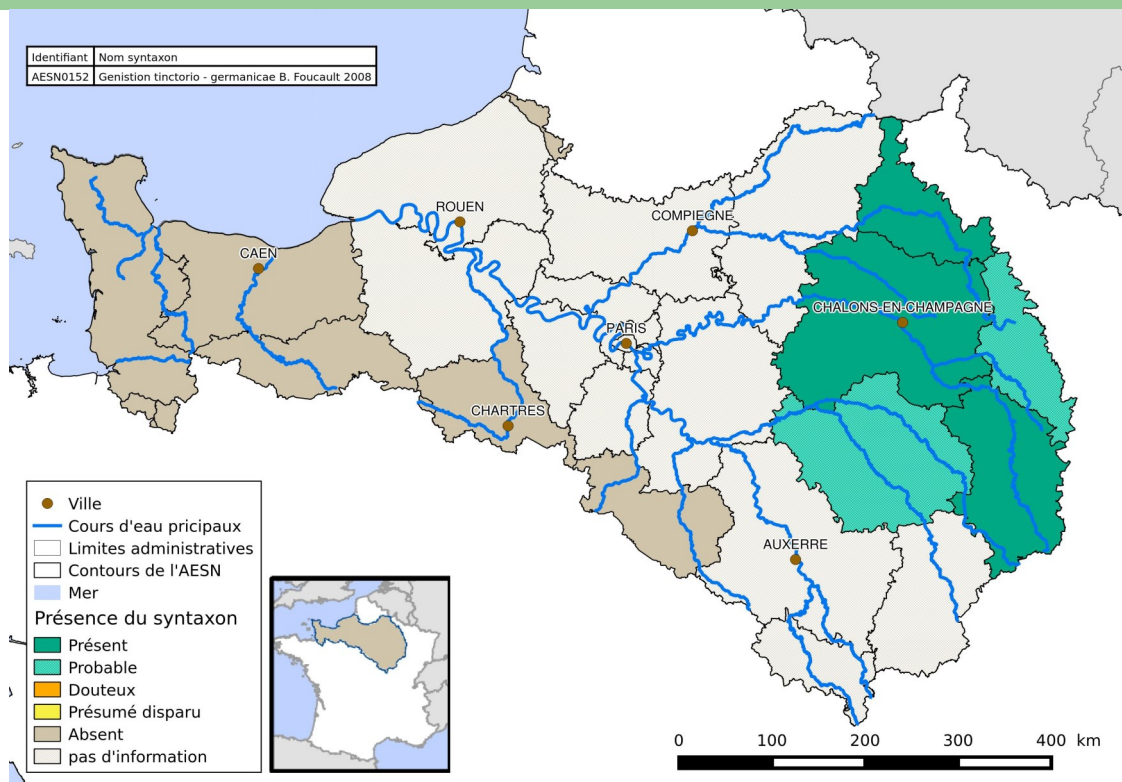 Identifiant Nom syntaxon
AESN0152 Genistion tinctorio - germanicae B. Foucault 2008
ROUEN
COMPIEGNE
CAEN
CHALONS-EN-CHAMPAGNE
PARIS
CHARTRES
AUXERRE
Ville
Cours d'eau pricipaux
Limites administratives
Contours de l'AESN
Mer
Présence du syntaxon
Présent
Probable
Douteux
Présumé disparu
Absent
pas d'information
0 100 200 300 400 km